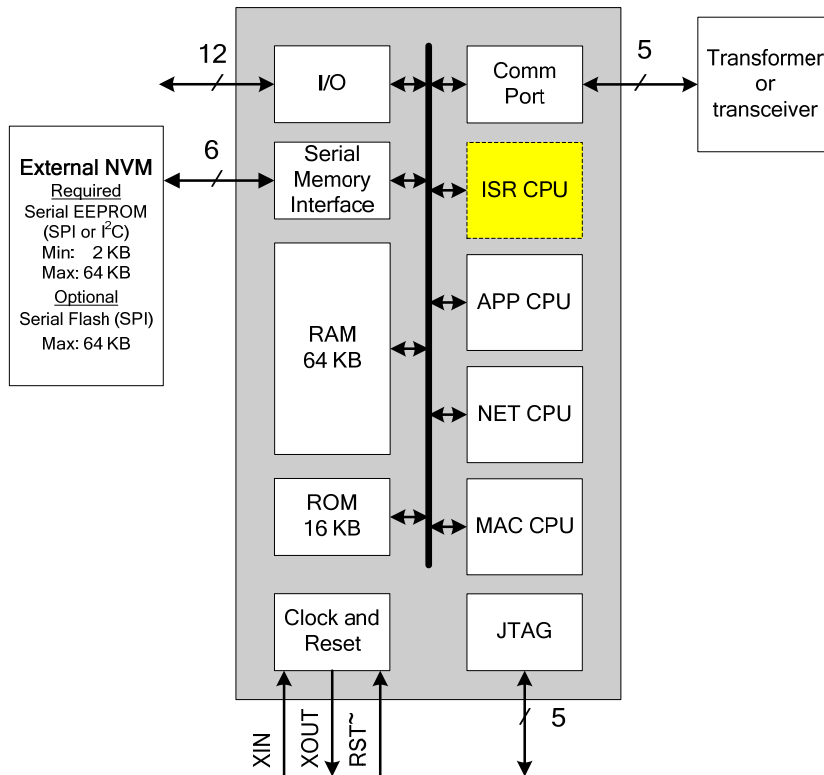 12
I/O
Comm
Port
5
Transformer
or
transceiver
External NVM
Required
Serial EEPROM
(SPI or I²C)
Min: 2 KB
Max: 64 KB
Optional
Serial Flash (SPI)
Max: 64 KB
6
Serial
Memory
Interface
ISR CPU
RAM
64 KB
APP CPU
NET CPU
ROM
16 KB
MAC CPU
Clock and
Reset
JTAG
XIN
XOUT
RST~
5